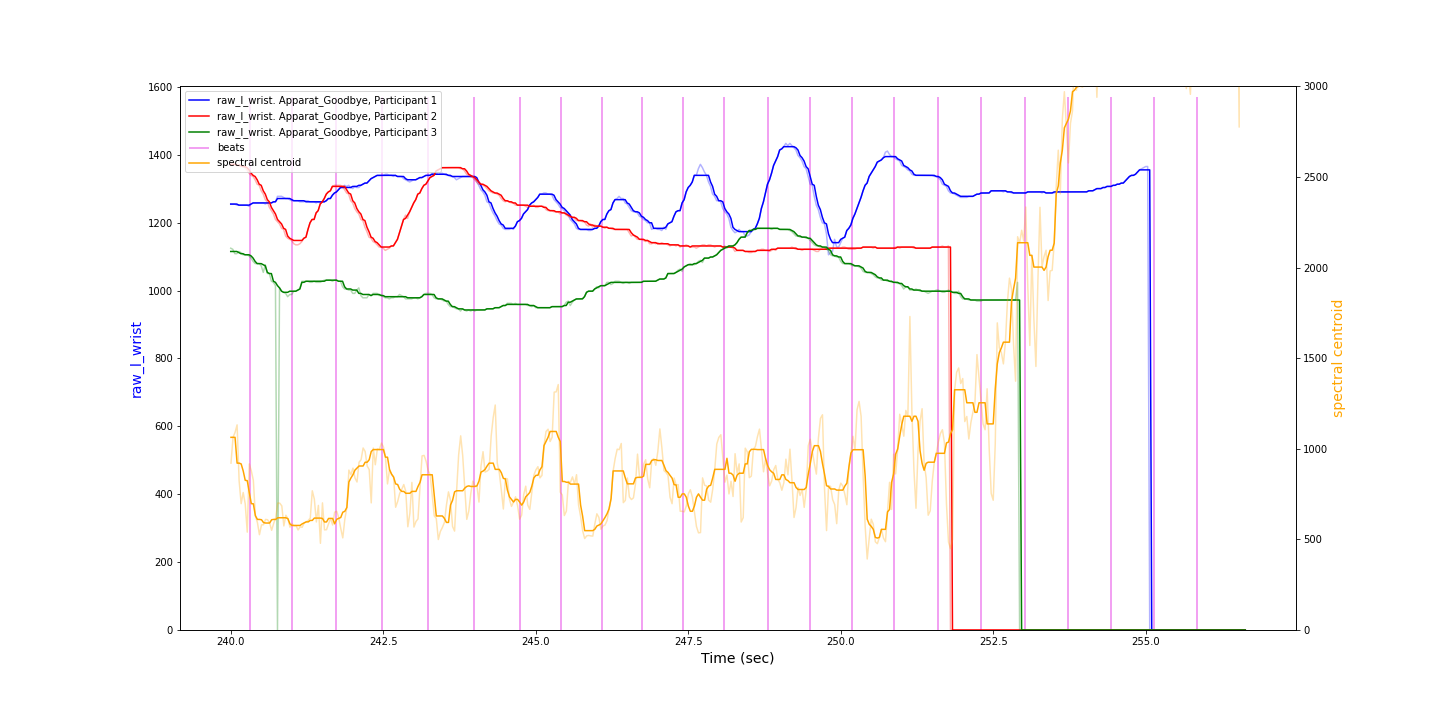 raw_l_wrist. Apparat_Goodbye, Participant 1
raw_l_wrist. Apparat_Goodbye, Participant 2
raw_l_wrist. Apparat_Goodbye, Participant 3
beats
spectral centroid
1600
1400
1200
1000
800
600
400
200
0
raw_l_wrist
3000
2500
2000
1500
1000
500
0
spectral centroid
240.0 242.5 245.0 247.5 250.0 252.5 255.0
Time (sec)